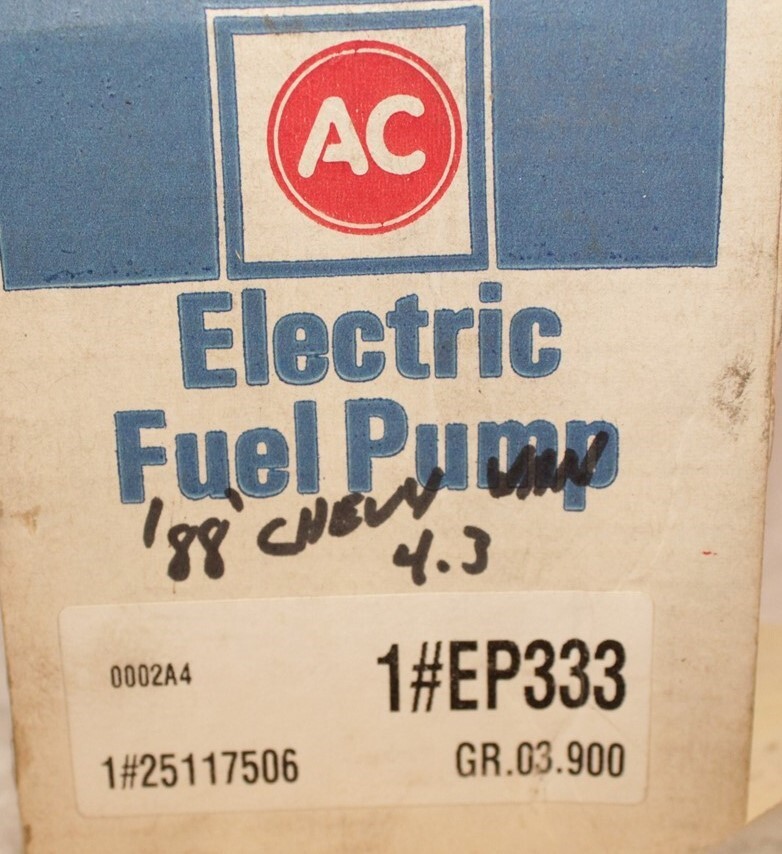 AC
Electric
Fuel Pump
'88' CHEVY VAN
4.3
0002A4
1#EP333
1#25117506
GR.03.900